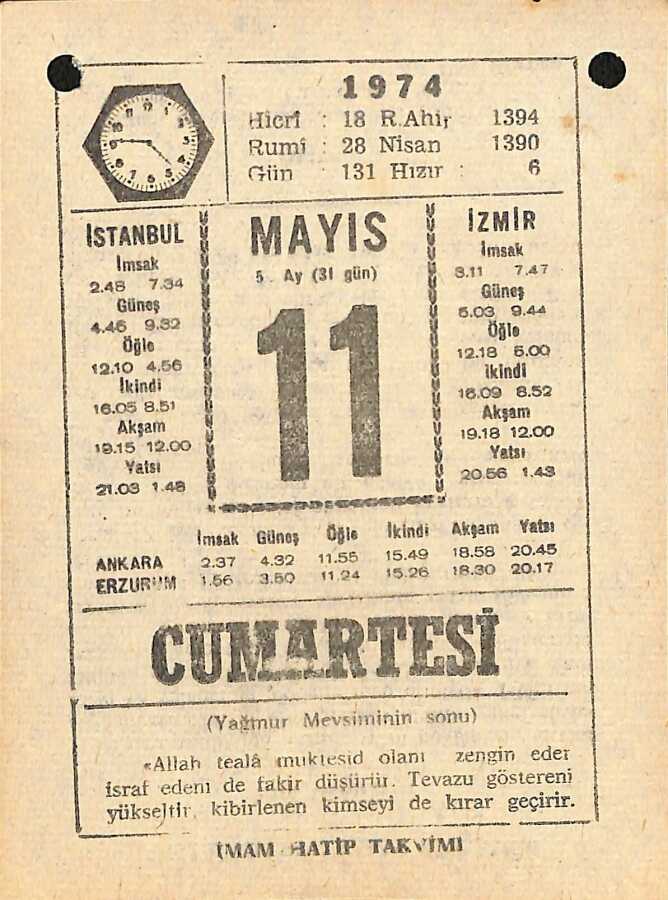 1974
Hicrî : 18 R.Ahir 1394
Rumî : 28 Nisan 1390
Gün : 131 Hızır : 6
İSTANBUL
İmsak
2.48 7.34
Güneş
4.46 9.32
Öğle
12.10 4.56
İkindi
16.05 8.51
Akşam
19.15 12.00
Yatsı
21.03 1.48
MAYIS
5. Ay (31 gün)
11
İZMİR
İmsak
3.11 7.47
Güneş
5.03 9.44
Öğle
12.18 5.00
İkindi
16.09 8.52
Akşam
19.18 12.00
Yatsı
20.56 1.43
İmsak Güneş Öğle İkindi Akşam Yatsı
ANKARA 2.37 4.32 11.55 15.49 18.58 20.45
ERZURUM 1.56 3.50 11.24 15.26 18.30 20.17
CUMARTESİ
(Yağmur Mevsiminin sonu)
«Allah tealâ muktesid olanı zengin eder
israf edeni de fakir düşürür. Tevazu göstereni
yükseltir, kibirlenen kimseyi de kırar geçirir.
İMAM HATİP TAKVİMİ